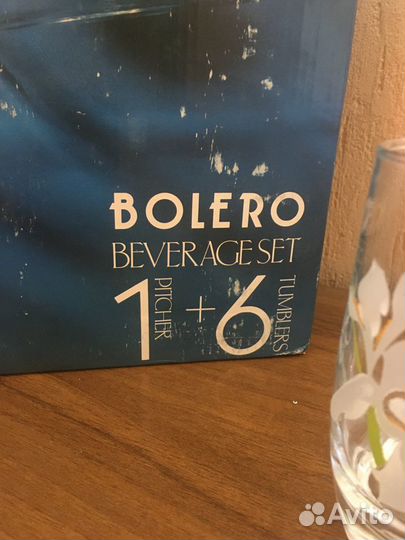 BOLERO
BEVERAGE SET
1 PITCHER + 6 TUMBLERS
Avito